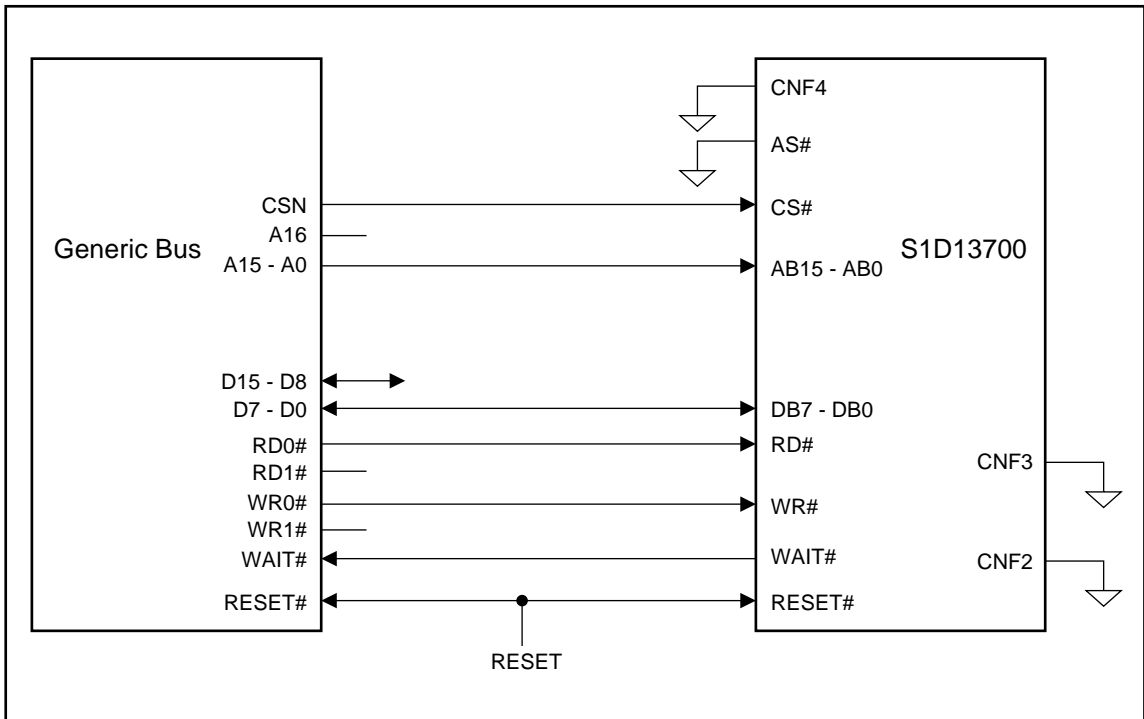 CNF4
AS#
CSN
CS#
A16
Generic Bus
S1D13700
A15 - A0
AB15 - AB0
D15 - D8
D7 - D0
DB7 - DB0
RD0#
RD#
RD1#
CNF3
WR0#
WR#
WR1#
WAIT#
WAIT#
CNF2
RESET#
RESET#
RESET